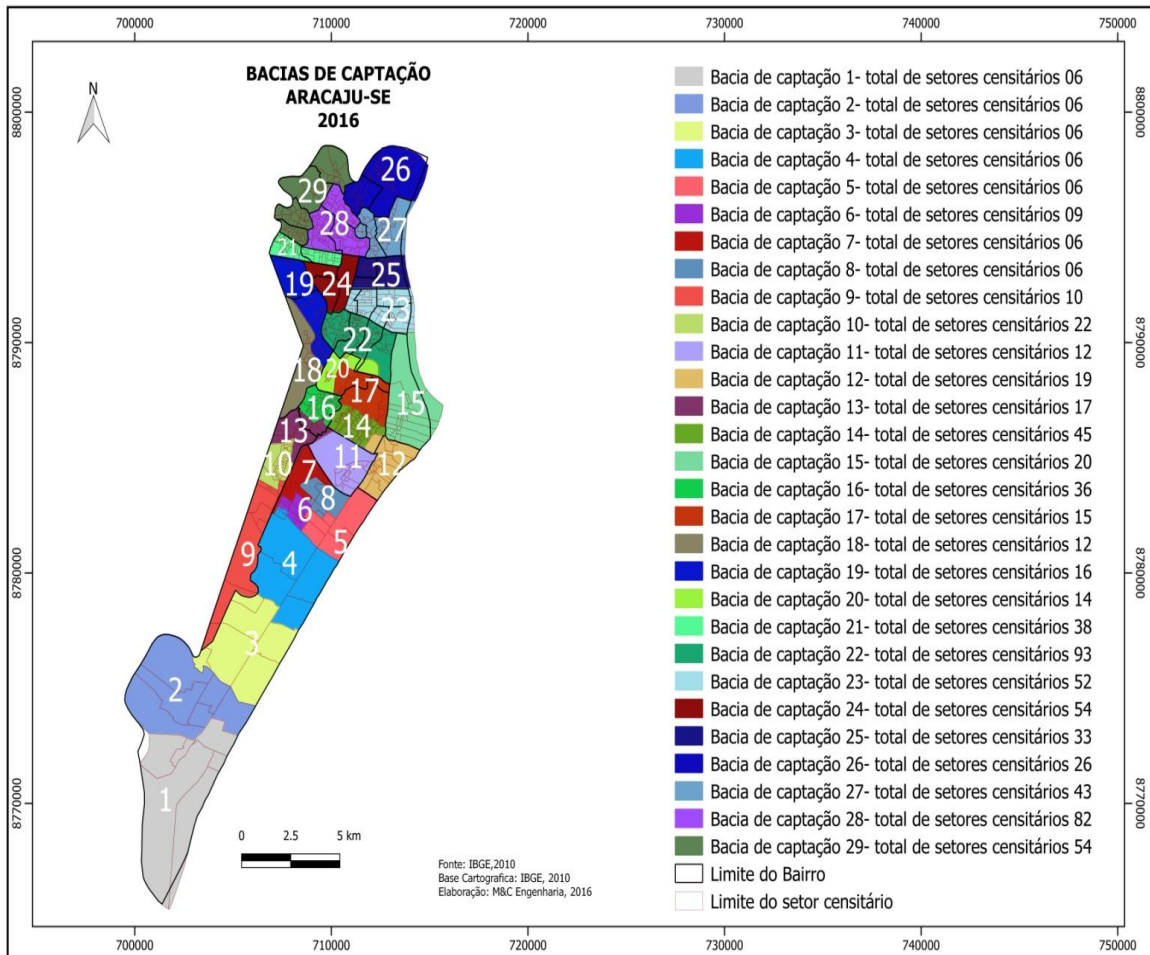 700000 710000 720000 730000 740000 750000
BACIAS DE CAPTAÇÃO
ARACAJU-SE
2016
N
8800000
8790000
8780000
8770000
8800000
8790000
8780000
8770000
26
29
28
27
21
25
24
19
23
22
18
20
17
15
16
14
13
11
12
10
7
8
6
5
9
4
3
2
1
0 2.5 5 km
Fonte: IBGE,2010
Base Cartografica: IBGE, 2010
Elaboração: M&C Engenharia, 2016
Bacia de captação 1- total de setores censitários 06
Bacia de captação 2- total de setores censitários 06
Bacia de captação 3- total de setores censitários 06
Bacia de captação 4- total de setores censitários 06
Bacia de captação 5- total de setores censitários 06
Bacia de captação 6- total de setores censitários 09
Bacia de captação 7- total de setores censitários 06
Bacia de captação 8- total de setores censitários 06
Bacia de captação 9- total de setores censitários 10
Bacia de captação 10- total de setores censitários 22
Bacia de captação 11- total de setores censitários 12
Bacia de captação 12- total de setores censitários 19
Bacia de captação 13- total de setores censitários 17
Bacia de captação 14- total de setores censitários 45
Bacia de captação 15- total de setores censitários 20
Bacia de captação 16- total de setores censitários 36
Bacia de captação 17- total de setores censitários 15
Bacia de captação 18- total de setores censitários 12
Bacia de captação 19- total de setores censitários 16
Bacia de captação 20- total de setores censitários 14
Bacia de captação 21- total de setores censitários 38
Bacia de captação 22- total de setores censitários 93
Bacia de captação 23- total de setores censitários 52
Bacia de captação 24- total de setores censitários 54
Bacia de captação 25- total de setores censitários 33
Bacia de captação 26- total de setores censitários 26
Bacia de captação 27- total de setores censitários 43
Bacia de captação 28- total de setores censitários 82
Bacia de captação 29- total de setores censitários 54
Limite do Bairro
Limite do setor censitário
700000 710000 720000 730000 740000 750000